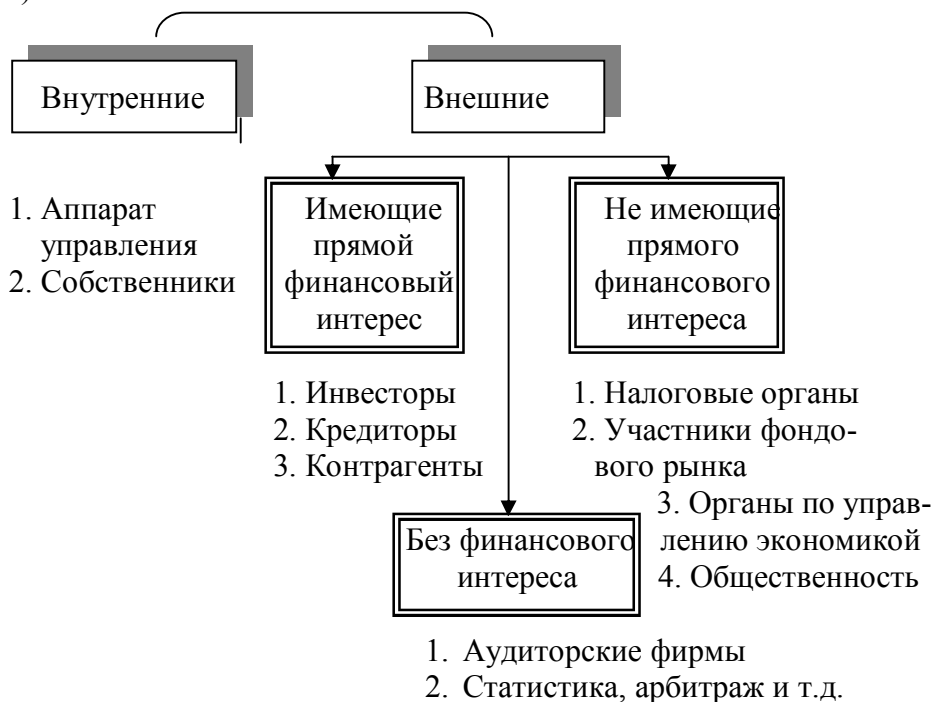 Внутренние
Внешние
1. Аппарат
управления
2. Собственники
Имеющие
прямой
финансовый
интерес
Не имеющие
прямого
финансового
интереса
1. Инвесторы
2. Кредиторы
3. Контрагенты
1. Налоговые органы
2. Участники фондо-
вого рынка
3. Органы по управ-
лению экономикой
4. Общественность
Без финансового
интереса
1. Аудиторские фирмы
2. Статистика, арбитраж и т.д.